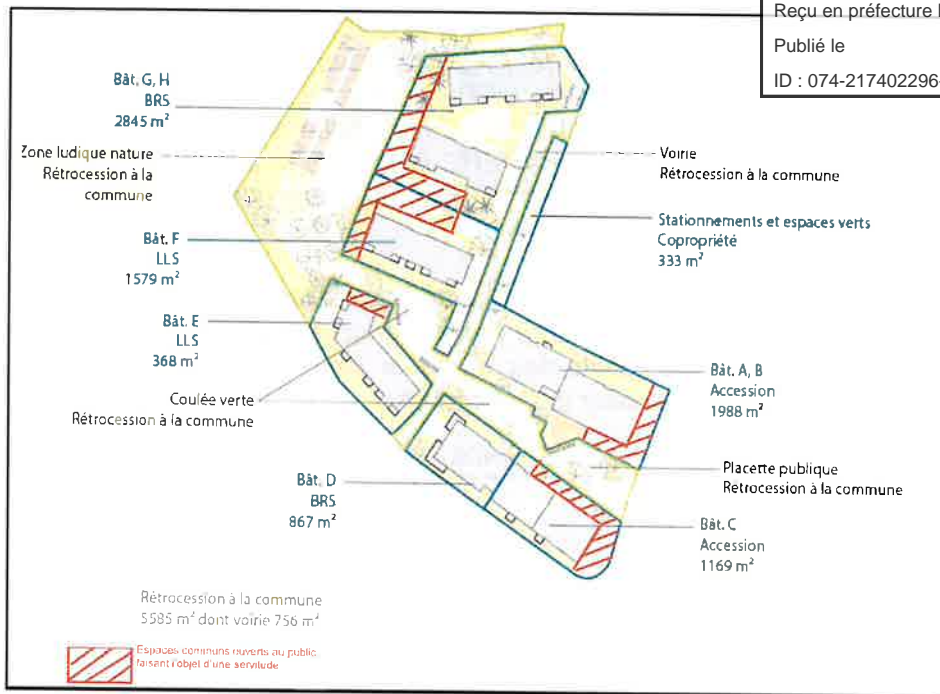 Reçu en préfecture l
Publié le
ID : 074-217402296-
Bât. G, H
BRS
2845 m²
Zone ludique nature
Rétrocession à la
commune
Bât. F
LLS
1579 m²
Bât. E
LLS
368 m²
Coulée verte
Rétrocession à la commune
Bât. D
BRS
867 m²
Voirie
Rétrocession à la commune
Stationnements et espaces verts
Copropriété
333 m²
Bât. A, B
Accession
1988 m²
Placette publique
Rétrocession à la commune
Bât. C
Accession
1169 m²
Rétrocession à la commune
5585 m² dont voirie 756 m²
Espaces communs ouverts au public
faisant l'objet d'une servitude